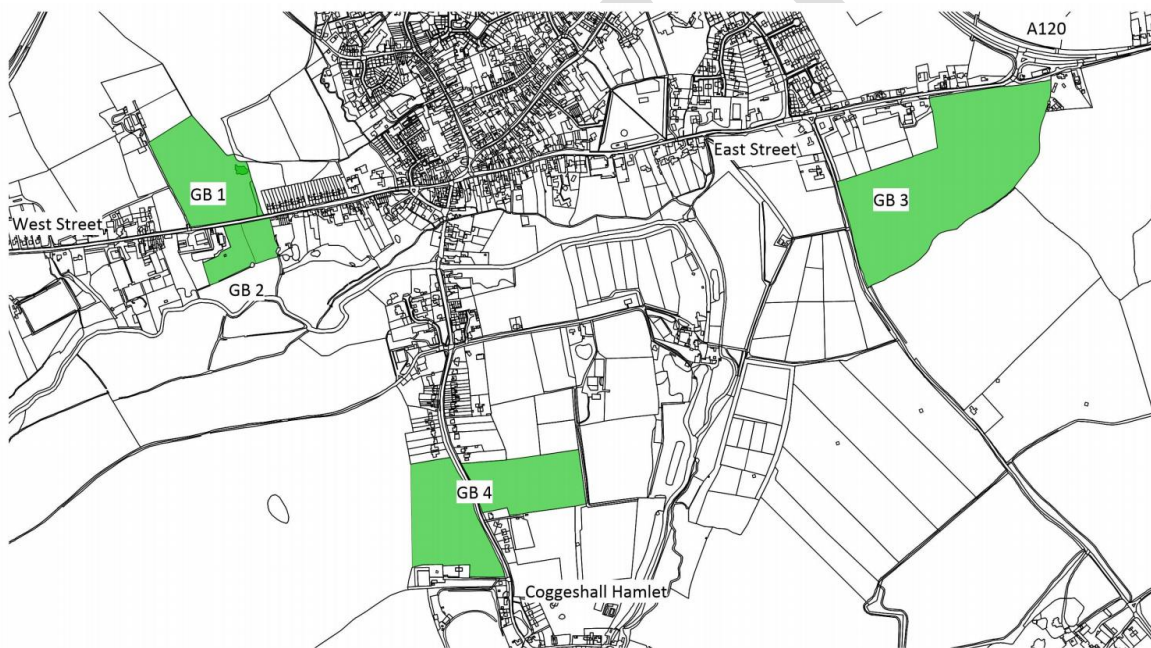 A120
East Street
GB 1
GB 3
West Street
GB 2
GB 4
Coggeshall Hamlet